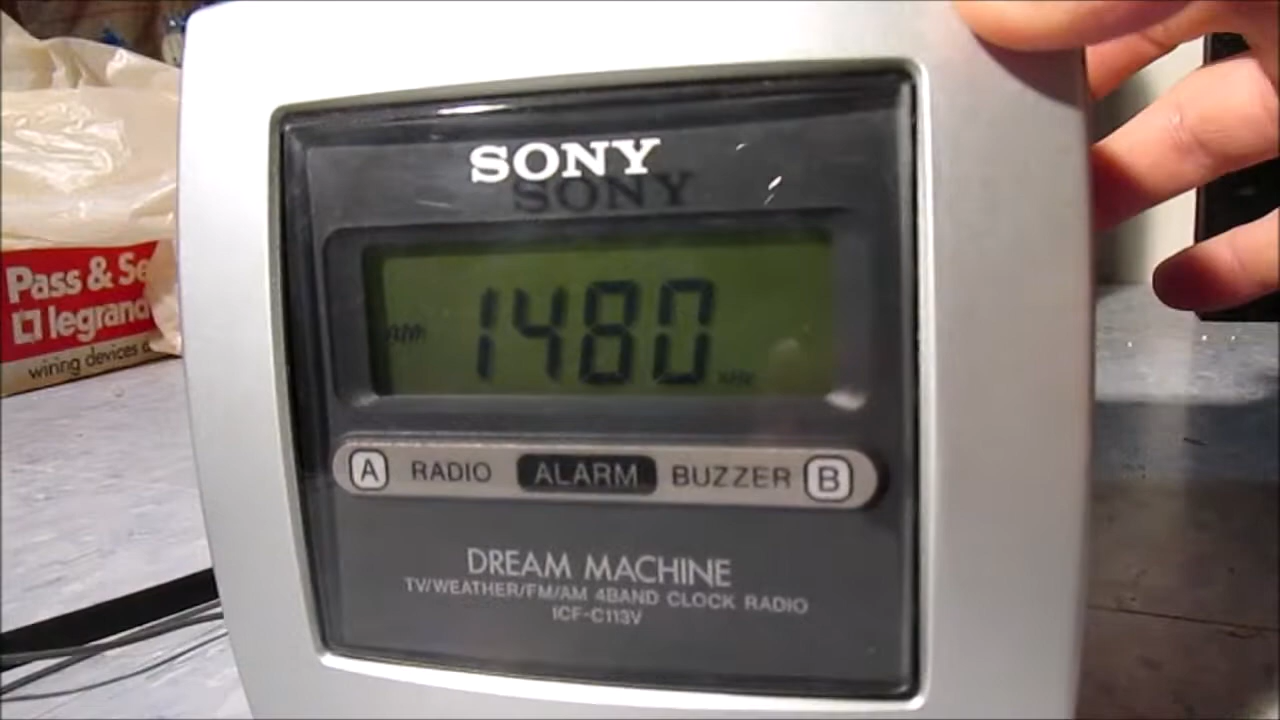 SONY
AM 1480 kHz
A RADIO ALARM BUZZER B
DREAM MACHINE
TV/WEATHER/FM/AM 4BAND CLOCK RADIO
ICF-C113V
Pass & Se
legrand
wiring devices